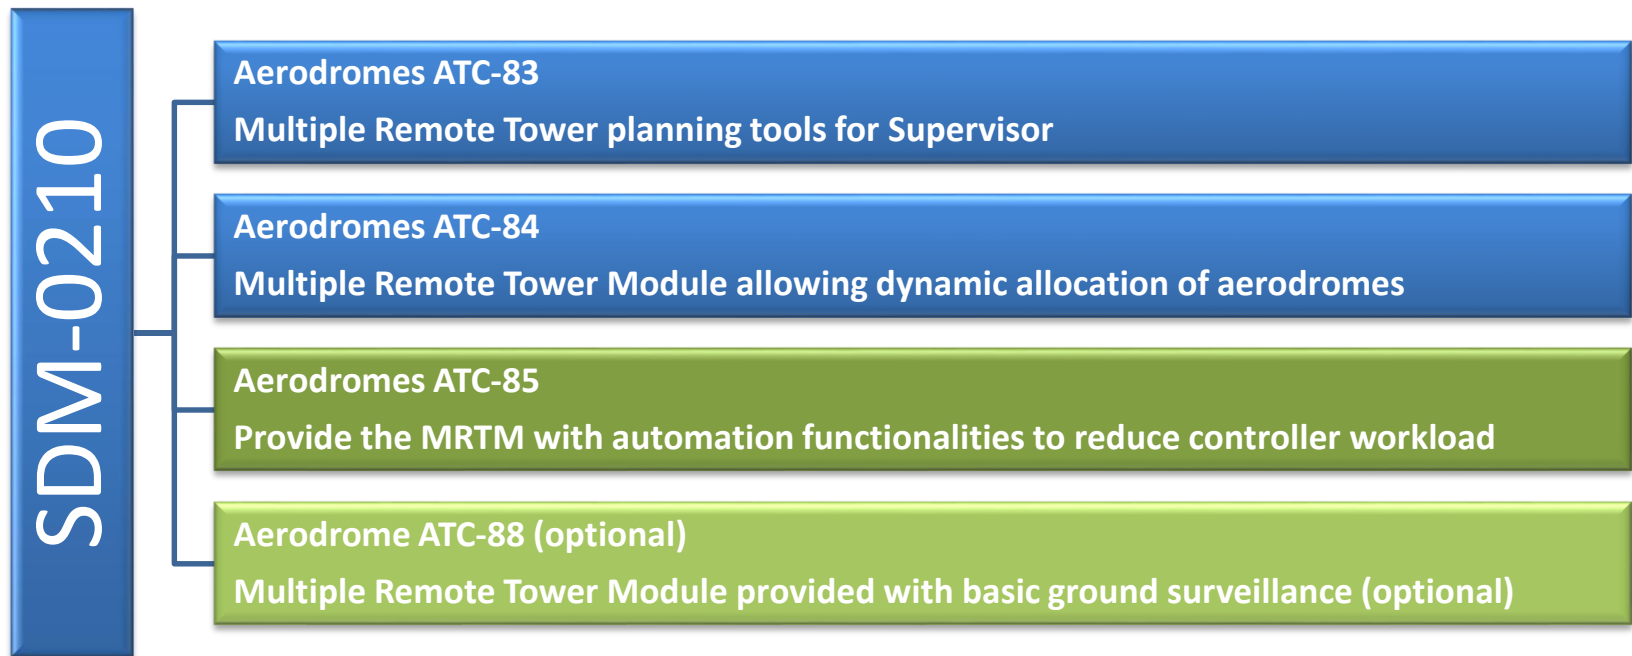 SDM-0210
Aerodromes ATC-83
Multiple Remote Tower planning tools for Supervisor
Aerodromes ATC-84
Multiple Remote Tower Module allowing dynamic allocation of aerodromes
Aerodromes ATC-85
Provide the MRTM with automation functionalities to reduce controller workload
Aerodrome ATC-88 (optional)
Multiple Remote Tower Module provided with basic ground surveillance (optional)